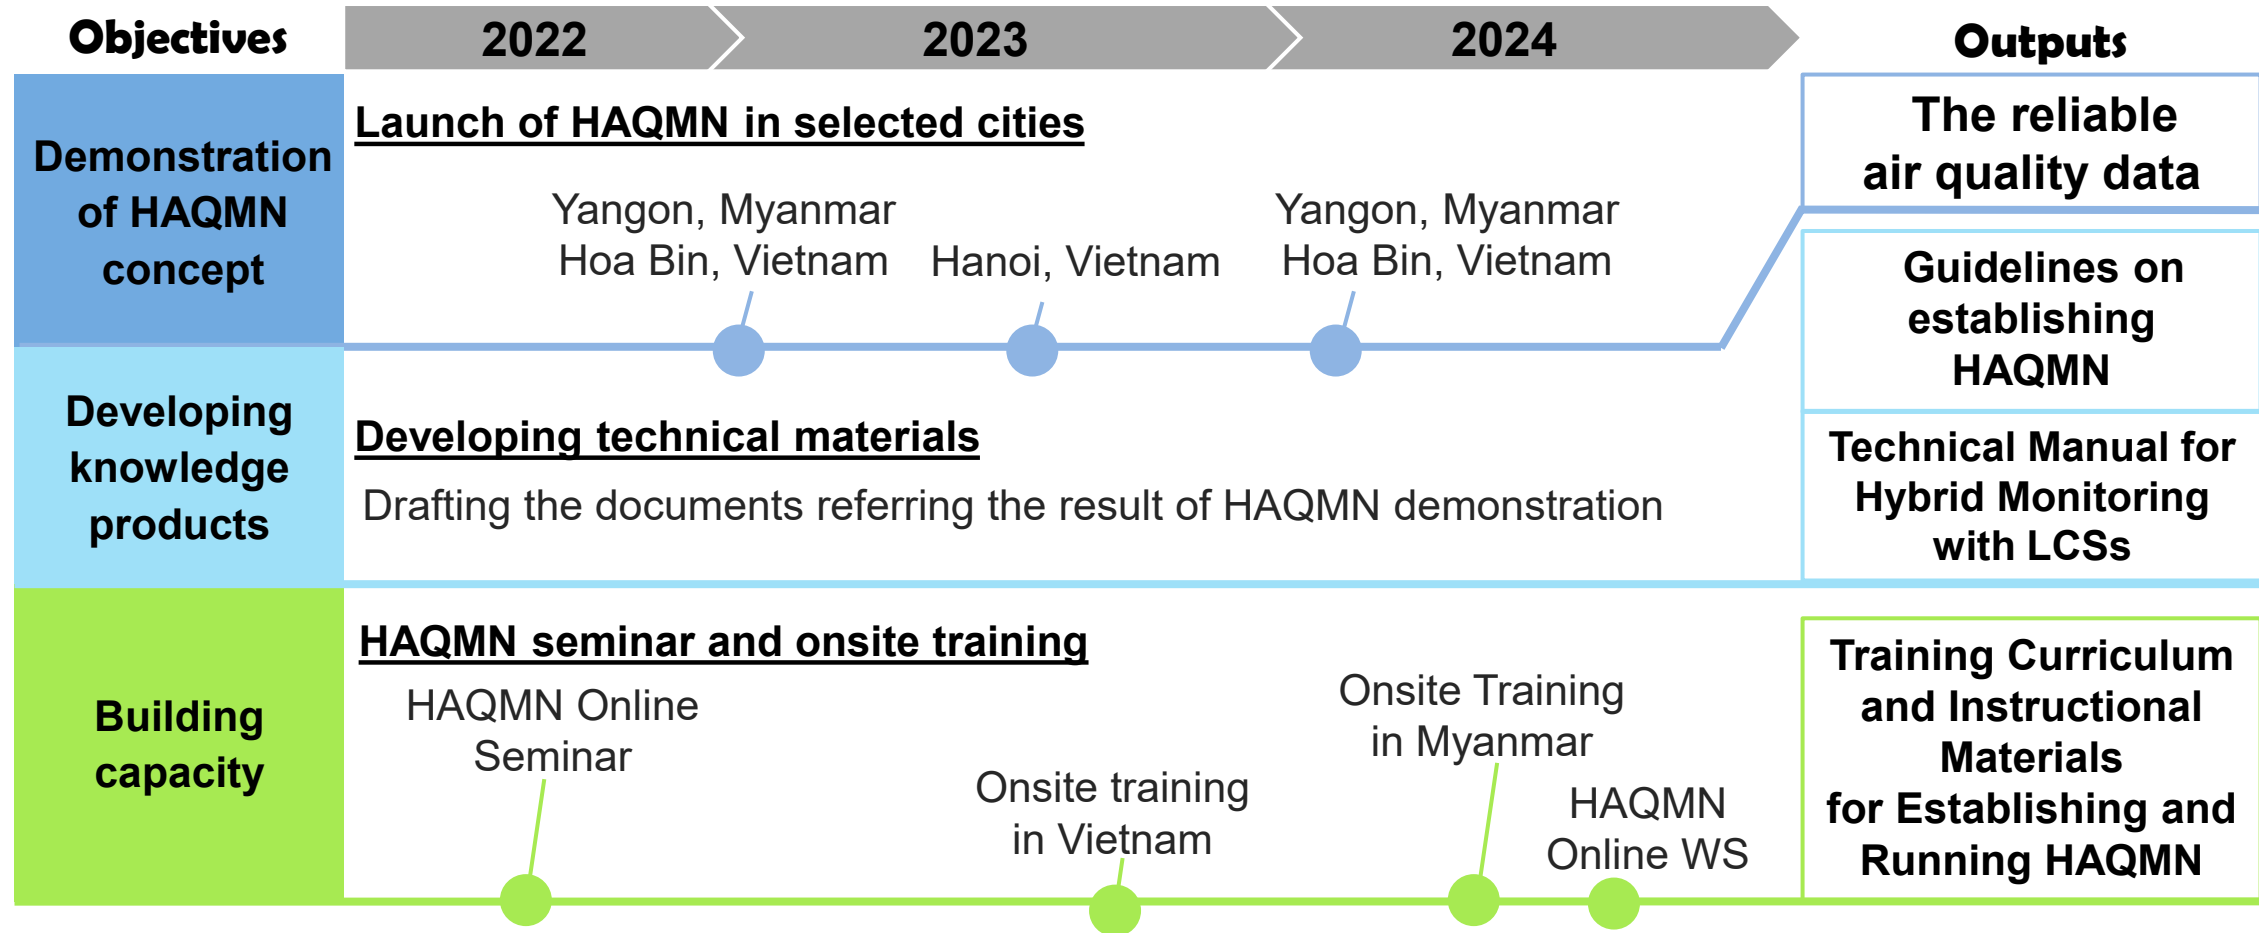 Objectives
2022
2023
2024
Outputs
Demonstration
of HAQMN
concept
Launch of HAQMN in selected cities
Yangon, Myanmar
Hoa Bin, Vietnam
Hanoi, Vietnam
Yangon, Myanmar
Hoa Bin, Vietnam
The reliable
air quality data
Guidelines on
establishing
HAQMN
Developing
knowledge
products
Developing technical materials
Drafting the documents referring the result of HAQMN demonstration
Technical Manual for
Hybrid Monitoring
with LCSs
Building
capacity
HAQMN seminar and onsite training
HAQMN Online
Seminar
Onsite training
in Vietnam
Onsite Training
in Myanmar
HAQMN
Online WS
Training Curriculum
and Instructional
Materials
for Establishing and
Running HAQMN